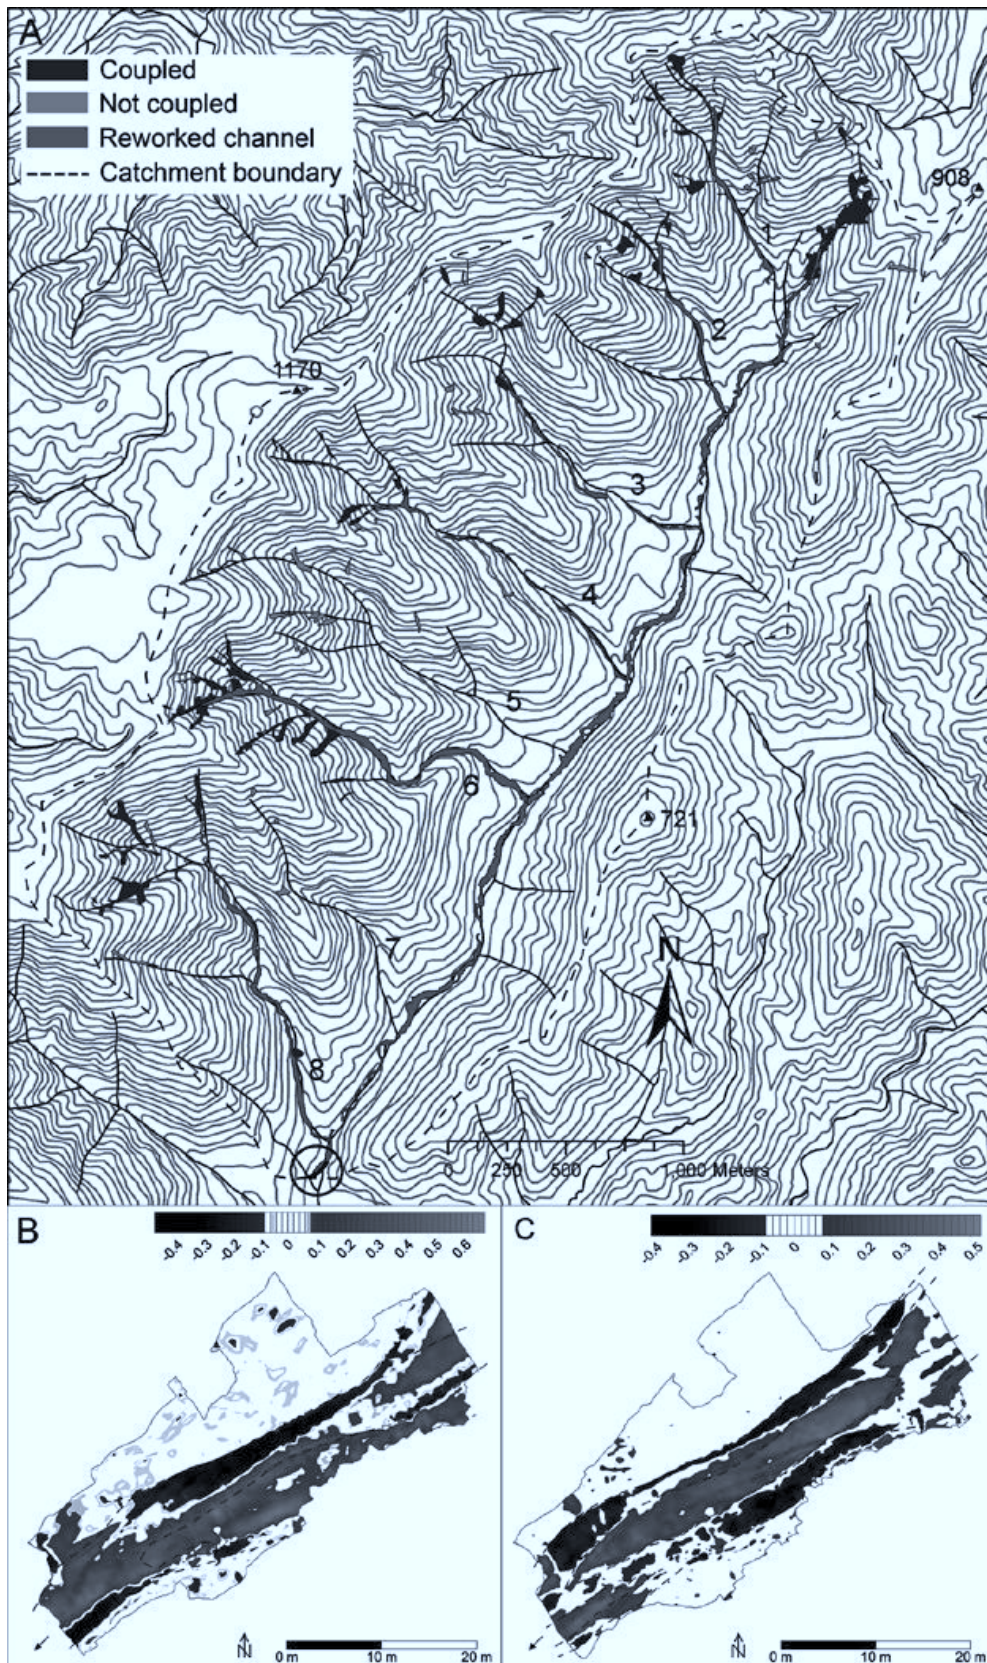 A
Coupled
Not coupled
Reworked channel
Catchment boundary
908
1
2
1170
3
4
5
6
721
7
N
8
0 250 500 1,000 Meters
B
-0.4 -0.3 -0.2 -0.1 0 0.1 0.2 0.3 0.4 0.5 0.6
C
-0.4 -0.3 -0.2 -0.1 0 0.1 0.2 0.3 0.4 0.5
N
0 m 10 m 20 m
N
0 m 10 m 20 m